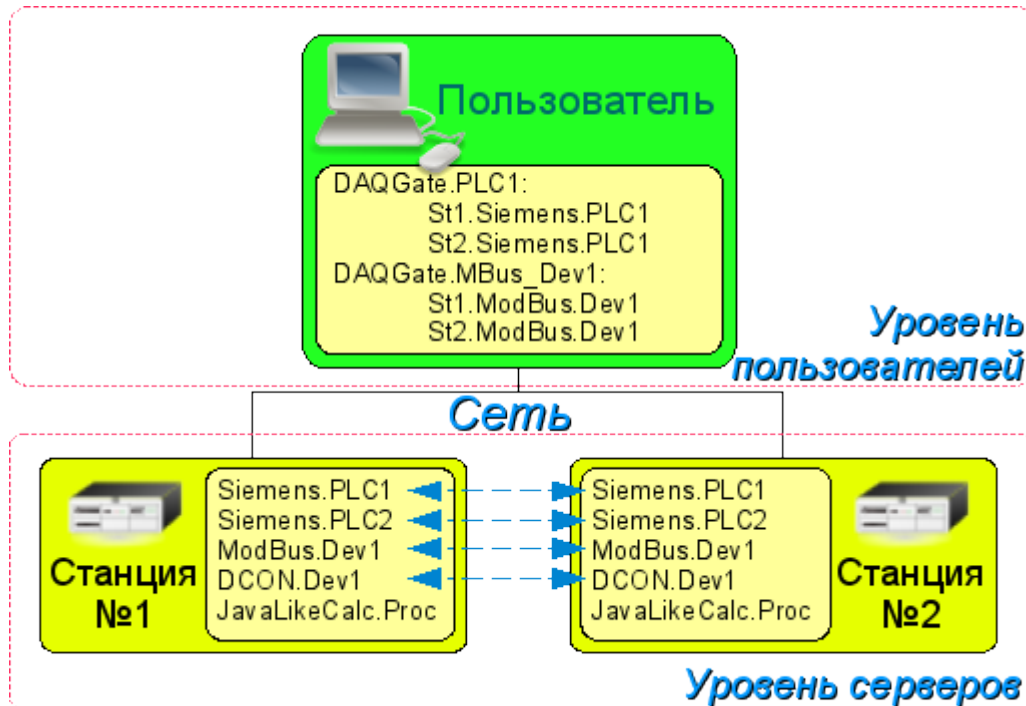 Пользователь
DAQGate.PLC1:
St1.Siemens.PLC1
St2.Siemens.PLC1
DAQGate.MBus_Dev1:
St1.ModBus.Dev1
St2.ModBus.Dev1
Уровень
пользователей
Сеть
Станция
№1
Siemens.PLC1
Siemens.PLC2
ModBus.Dev1
DCON.Dev1
JavaLikeCalc.Proc
Siemens.PLC1
Siemens.PLC2
ModBus.Dev1
DCON.Dev1
JavaLikeCalc.Proc
Станция
№2
Уровень серверов